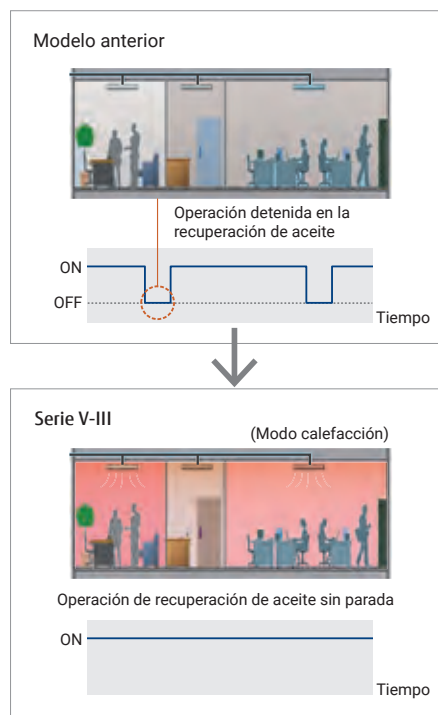 Modelo anterior
Operación detenida en la
recuperación de aceite
ON
OFF
Tiempo
Serie V-III
(Modo calefacción)
Operación de recuperación de aceite sin parada
ON
Tiempo